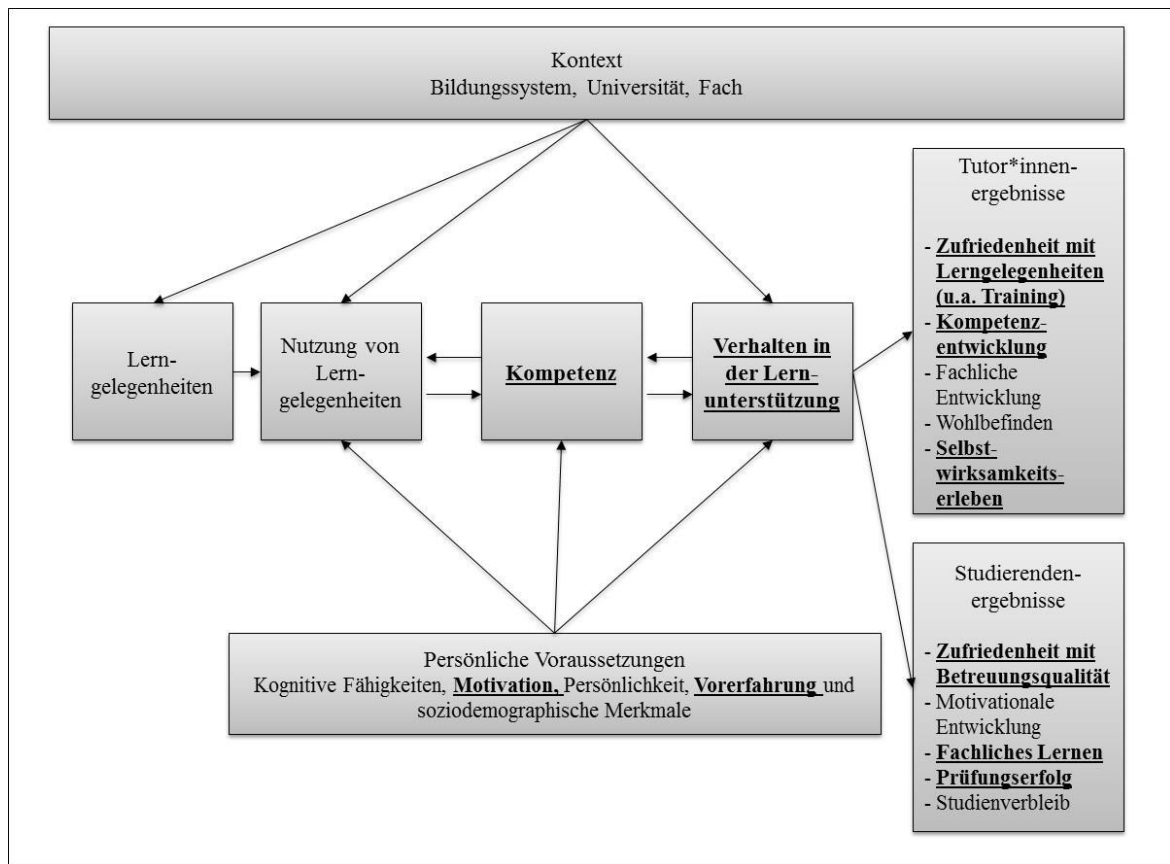 Kontext
Bildungssystem, Universität, Fach
Tutor*innen-
ergebnisse
- Zufriedenheit mit
Lerngelegenheiten
(u.a. Training)
- Kompetenz-
entwicklung
- Fachliche
Entwicklung
- Wohlbefinden
- Selbst-
wirksamkeits-
erleben
Lern-
gelegenheiten
Nutzung von
Lern-
gelegenheiten
Kompetenz
Verhalten in
der Lern-
unterstützung
Persönliche Voraussetzungen
Kognitive Fähigkeiten, Motivation, Persönlichkeit, Vorerfahrung und
soziodemographische Merkmale
Studierenden-
ergebnisse
- Zufriedenheit mit
Betreuungsqualität
- Motivationale
Entwicklung
- Fachliches Lernen
- Prüfungserfolg
- Studienverbleib